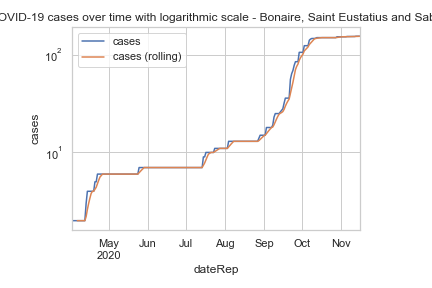 OVID-19 cases over time with logarithmic scale - Bonaire, Saint Eustatius and Sab
cases
cases (rolling)
10²
10¹
cases
May
2020
Jun
Jul
Aug
Sep
Oct
Nov
dateRep